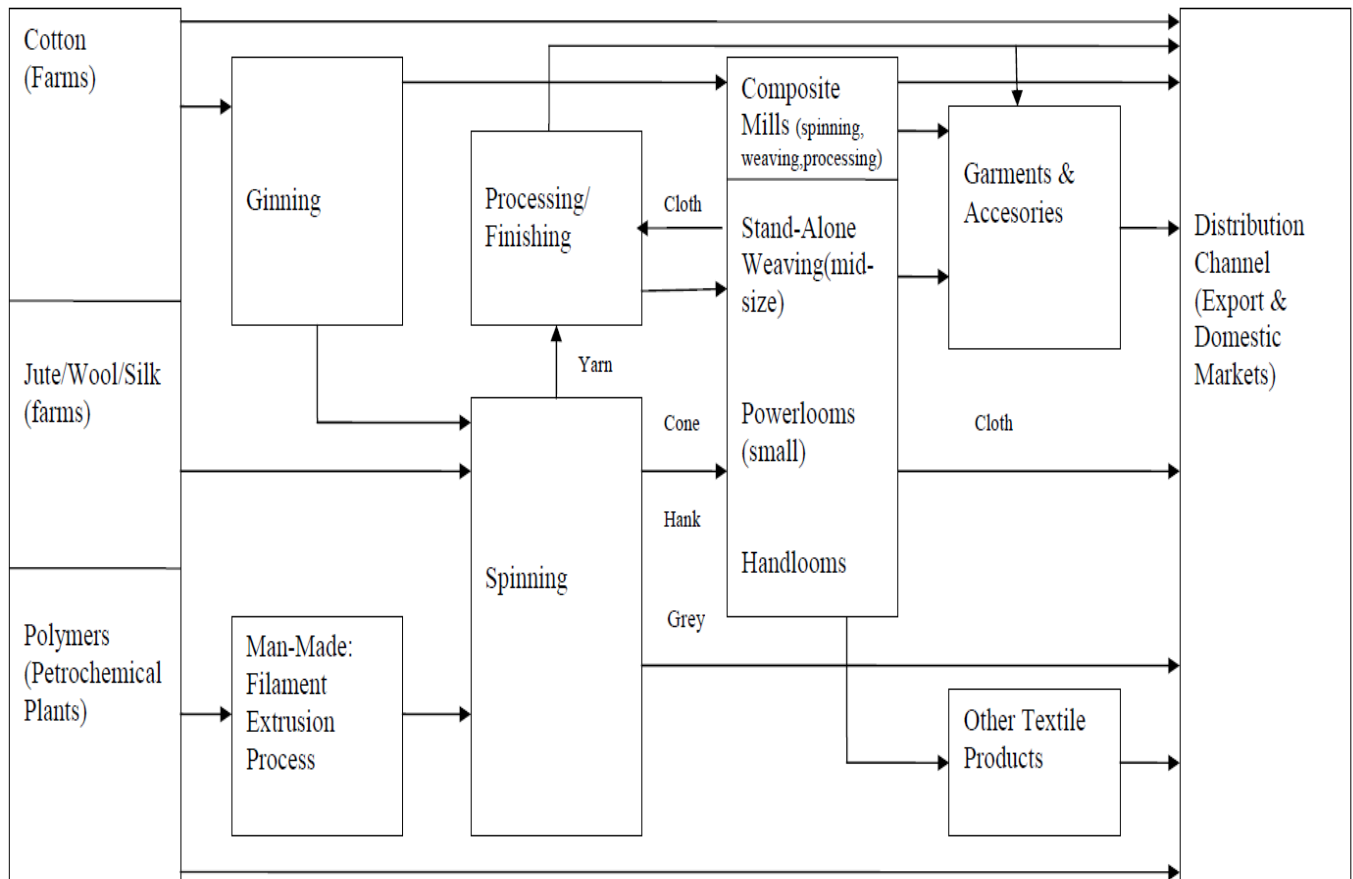 Cotton
(Farms)
Jute/Wool/Silk
(farms)
Polymers
(Petrochemical
Plants)
Ginning
Man-Made:
Filament
Extrusion
Process
Processing/
Finishing
Yarn
Spinning
Cloth
Cone
Hank
Grey
Composite
Mills (spinning,
weaving,processing)
Stand-Alone
Weaving(mid-
size)
Powerlooms
(small)
Handlooms
Garments &
Accesories
Cloth
Other Textile
Products
Distribution
Channel
(Export &
Domestic
Markets)